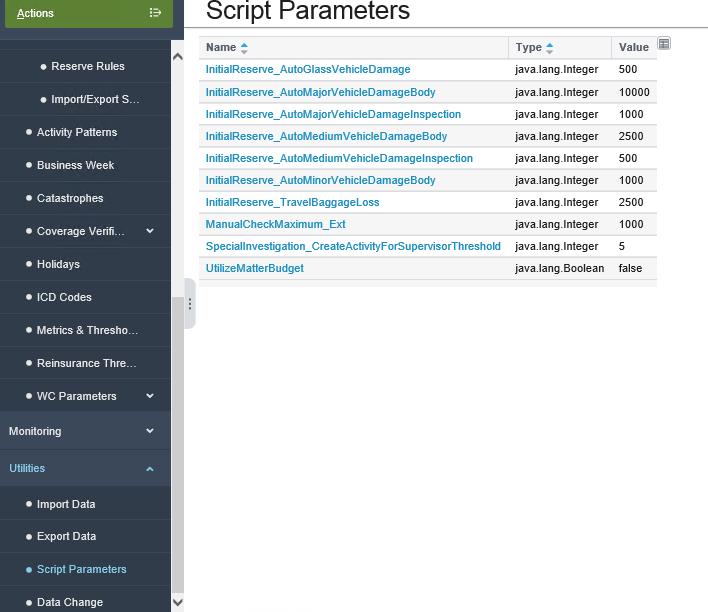 Actions
Reserve Rules
Import/Export S...
Activity Patterns
Business Week
Catastrophes
Coverage Verifi...
Holidays
ICD Codes
Metrics & Thresho...
Reinsurance Thre...
WC Parameters
Monitoring
Utilities
Import Data
Export Data
Script Parameters
Data Change
Script Parameters
Name Type Value
InitialReserve_AutoGlassVehicleDamage java.lang.Integer 500
InitialReserve_AutoMajorVehicleDamageBody java.lang.Integer 10000
InitialReserve_AutoMajorVehicleDamageInspection java.lang.Integer 1000
InitialReserve_AutoMediumVehicleDamageBody java.lang.Integer 2500
InitialReserve_AutoMediumVehicleDamageInspection java.lang.Integer 500
InitialReserve_AutoMinorVehicleDamageBody java.lang.Integer 1000
InitialReserve_TravelBaggageLoss java.lang.Integer 2500
ManualCheckMaximum_Ext java.lang.Integer 1000
SpecialInvestigation_CreateActivityForSupervisorThreshold java.lang.Integer 5
UtilizeMatterBudget java.lang.Boolean false